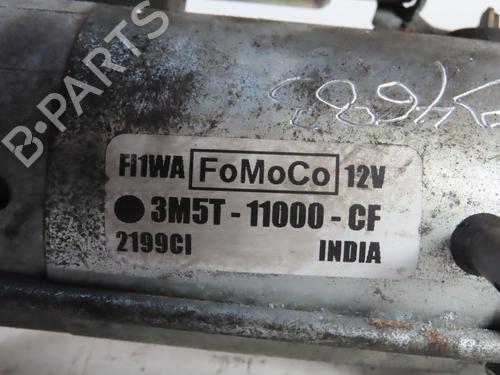 B-PARTS
FI1WA FoMoCo 12V
3M5T - 11000 - CF
2199CI INDIA